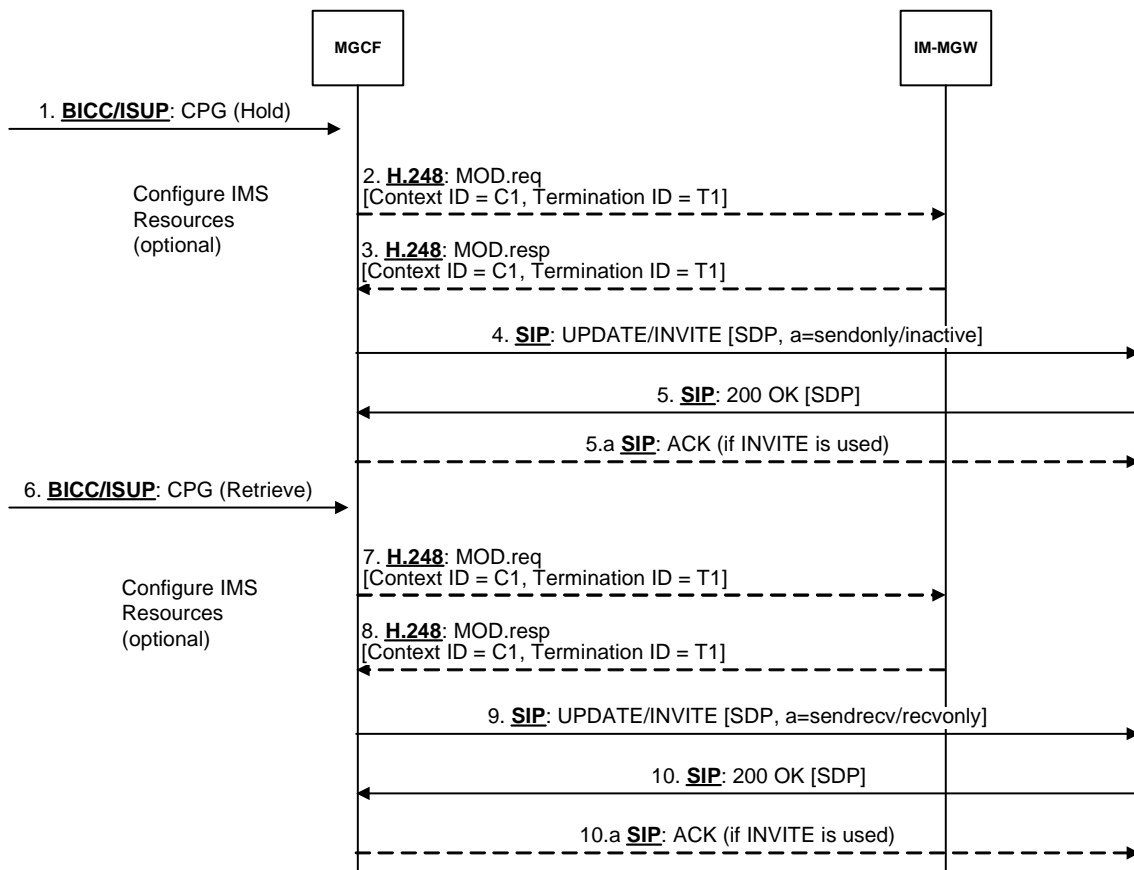 MGCF
IM-MGW
1. BICC/ISUP: CPG (Hold)
Configure IMS
Resources
(optional)
2. H.248: MOD.req
[Context ID = C1, Termination ID = T1]
3. H.248: MOD.resp
[Context ID = C1, Termination ID = T1]
4. SIP: UPDATE/INVITE [SDP, a=sendonly/inactive]
5. SIP: 200 OK [SDP]
5.a SIP: ACK (if INVITE is used)
6. BICC/ISUP: CPG (Retrieve)
Configure IMS
Resources
(optional)
7. H.248: MOD.req
[Context ID = C1, Termination ID = T1]
8. H.248: MOD.resp
[Context ID = C1, Termination ID = T1]
9. SIP: UPDATE/INVITE [SDP, a=sendrecv/recvonly]
10. SIP: 200 OK [SDP]
10.a SIP: ACK (if INVITE is used)